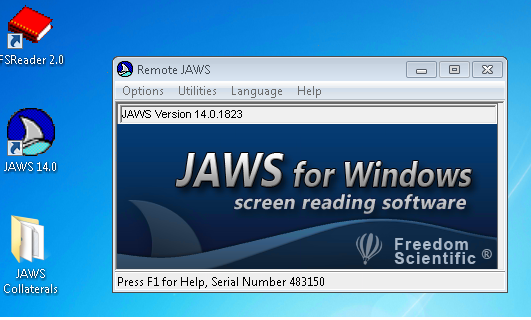 FSReader 2.0
JAWS 14.0
JAWS
Collaterals
Remote JAWS
Options Utilities Language Help
JAWS Version 14.0.1823
JAWS for Windows
screen reading software
Freedom
Scientific ®
Press F1 for Help, Serial Number 483150